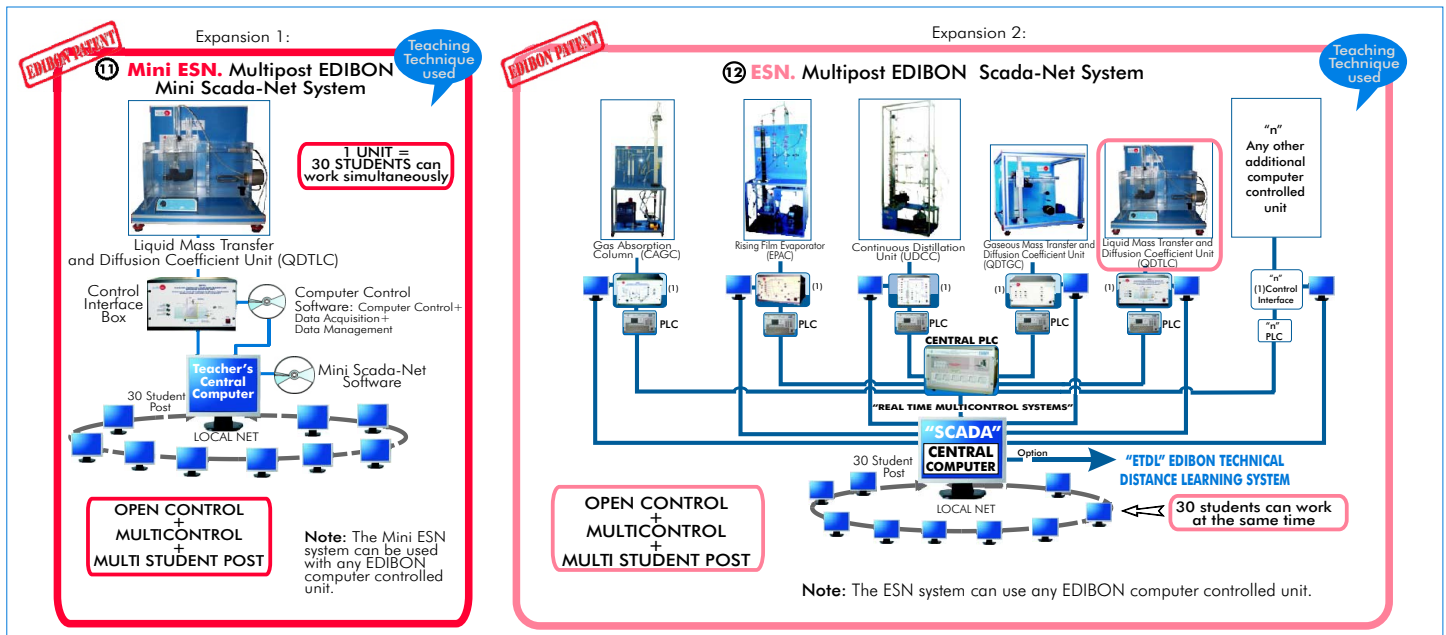 Expansion 1:
EDIBON PATENT
Teaching
Technique
used
11 Mini ESN. Multipost EDIBON
Mini Scada-Net System
1 UNIT =
30 STUDENTS can
work simultaneously
Liquid Mass Transfer
and Diffusion Coefficient Unit (QDTLC)
Control
Interface
Box
Computer Control
Software: Computer Control+
Data Acquisition+
Data Management
Teacher's
Central
Computer
Mini Scada-Net
Software
30 Student
Post
LOCAL NET
OPEN CONTROL
+
MULTICONTROL
+
MULTI STUDENT POST
Note: The Mini ESN
system can be used
with any EDIBON
computer controlled
unit.
Expansion 2:
EDIBON PATENT
Teaching
Technique
used
12 ESN. Multipost EDIBON Scada-Net System
Gas Absorption
Column (CAGC)
Rising Film Evaporator
(EPAC)
Continuous Distillation
Unit (UDCC)
Gaseous Mass Transfer and
Diffusion Coefficient Unit
(QDTGC)
Liquid Mass Transfer and
Diffusion Coefficient Unit
(QDTLC)
"n"
Any other
additional
computer
controlled
unit
(1)
(1)
(1)
(1)
(1)
"n"
(1)Control
Interface
PLC
PLC
PLC
PLC
PLC
"n"
PLC
CENTRAL PLC
"REAL TIME MULTICONTROL SYSTEMS"
"SCADA"
CENTRAL
COMPUTER
Option
"ETDL" EDIBON TECHNICAL
DISTANCE LEARNING SYSTEM
30 Student
Post
LOCAL NET
30 students can work
at the same time
OPEN CONTROL
+
MULTICONTROL
+
MULTI STUDENT POST
Note: The ESN system can use any EDIBON computer controlled unit.